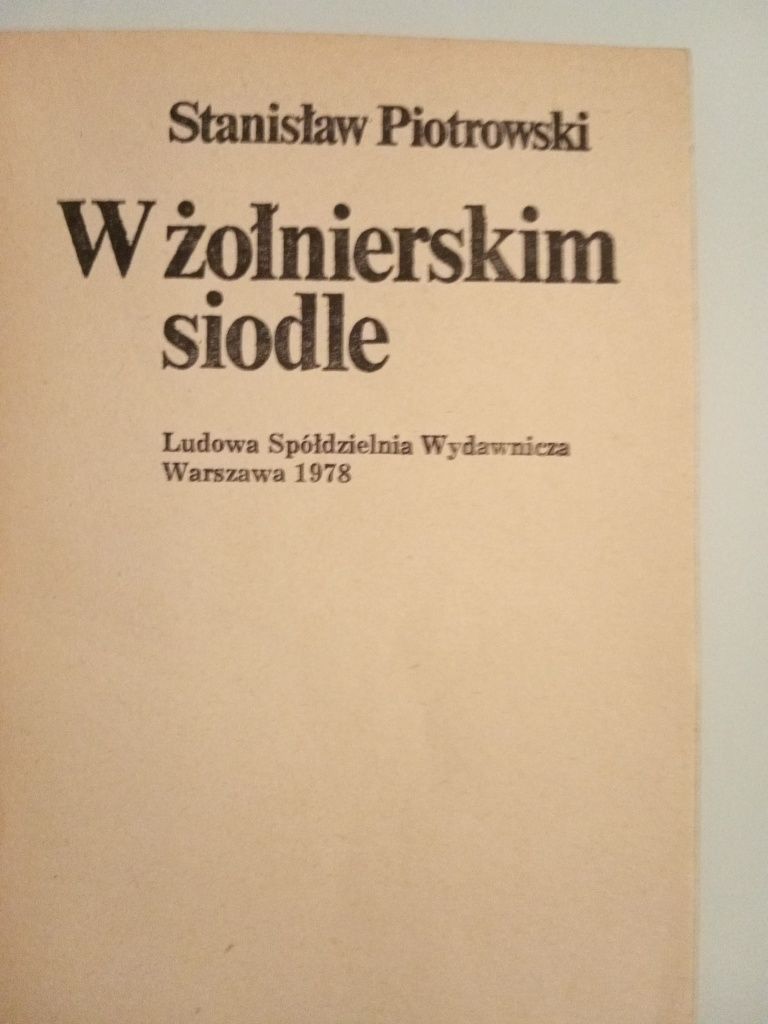 Stanisław Piotrowski
W żołnierskim
siodle
Ludowa Spółdzielnia Wydawnicza
Warszawa 1978